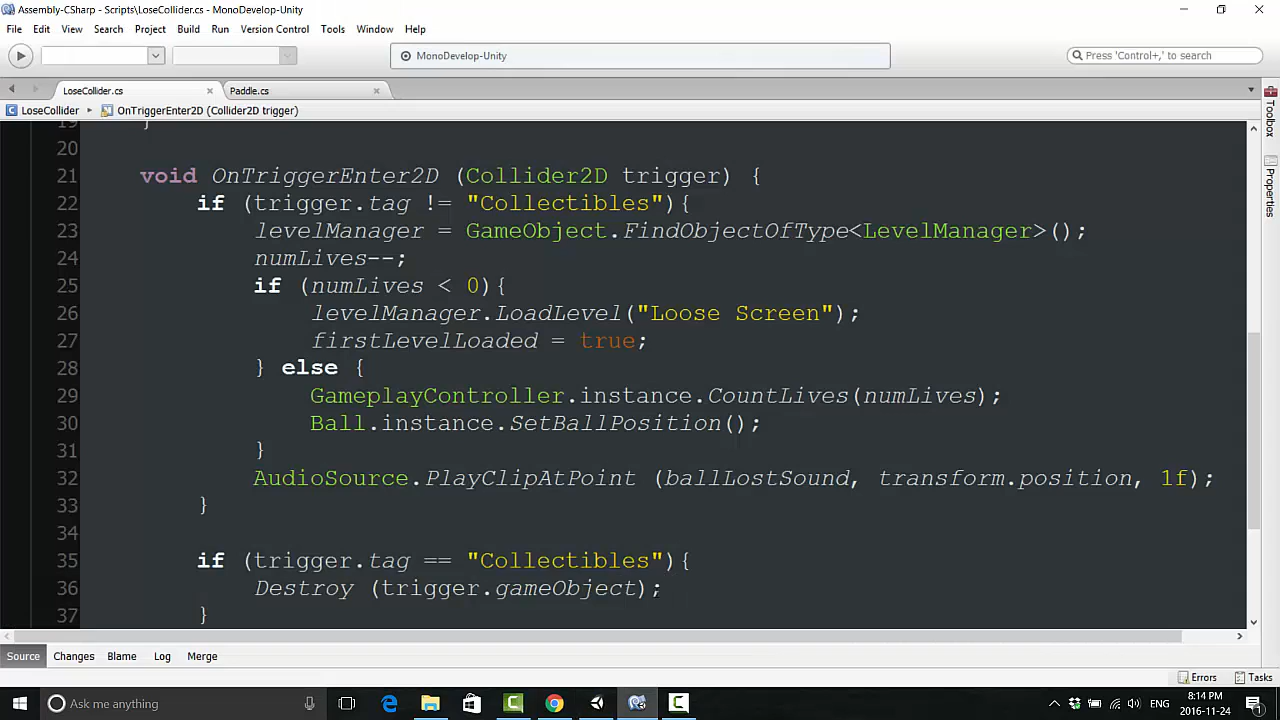 Assembly-CSharp - Scripts\LoseCollider.cs - MonoDevelop-Unity
File Edit View Search Project Build Run Version Control Tools Window Help
MonoDevelop-Unity
Press 'Control+,' to search
LoseCollider.cs Paddle.cs
LoseCollider OnTriggerEnter2D (Collider2D trigger)
19 }
20
21 void OnTriggerEnter2D (Collider2D trigger) {
22 if (trigger.tag != "Collectibles"){
23 levelManager = GameObject.FindObjectOfType<LevelManager>();
24 numLives--;
25 if (numLives < 0){
26 levelManager.LoadLevel("Loose Screen");
27 firstLevelLoaded = true;
28 } else {
29 GameplayController.instance.CountLives(numLives);
30 Ball.instance.SetBallPosition();
31 }
32 AudioSource.PlayClipAtPoint (ballLostSound, transform.position, 1f);
33 }
34
35 if (trigger.tag == "Collectibles"){
36 Destroy (trigger.gameObject);
37 }
Toolbox
Properties
Source Changes Blame Log Merge
Errors Tasks
Ask me anything
ENG
8:14 PM
2016-11-24